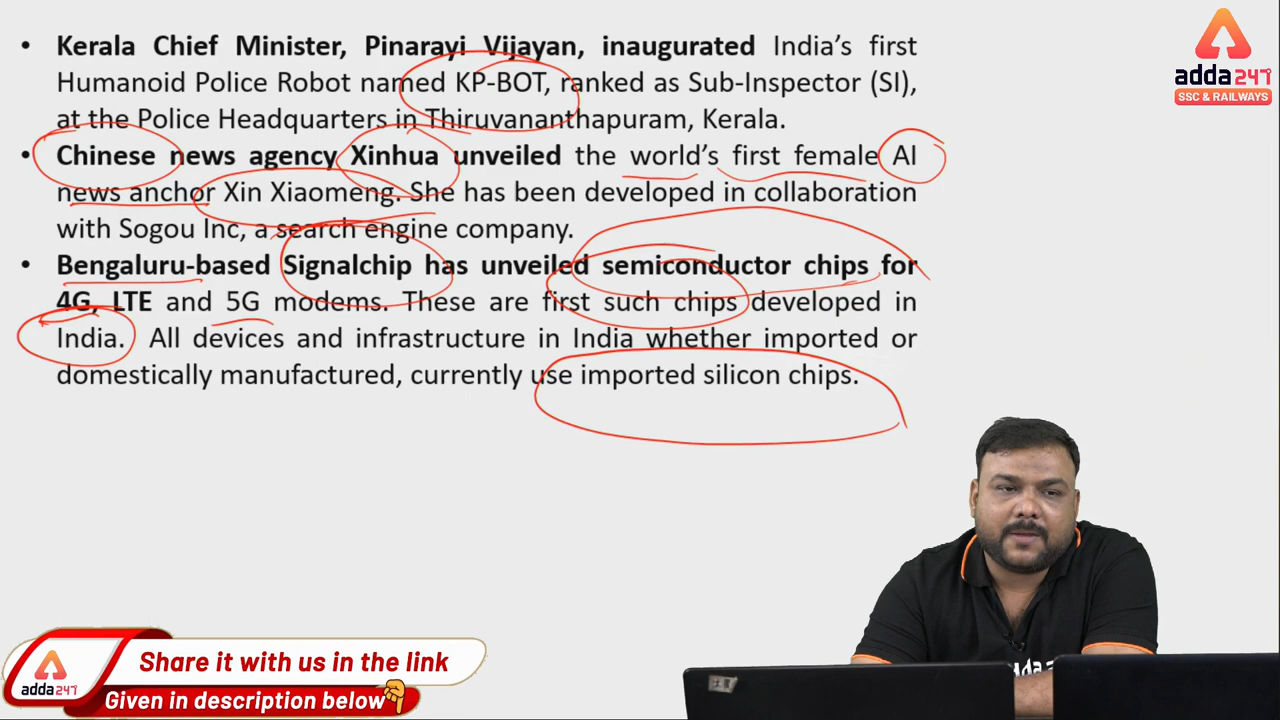 • Kerala Chief Minister, Pinarayi Vijayan, inaugurated India's first
Humanoid Police Robot named KP-BOT, ranked as Sub-Inspector (SI),
at the Police Headquarters in Thiruvananthapuram, Kerala.
• Chinese news agency Xinhua unveiled the world's first female AI
news anchor Xin Xiaomeng. She has been developed in collaboration
with Sogou Inc, a search engine company.
• Bengaluru-based Signalchip has unveiled semiconductor chips for
4G, LTE and 5G modems. These are first such chips developed in
India. All devices and infrastructure in India whether imported or
domestically manufactured, currently use imported silicon chips.
adda247
SSC & RAILWAYS
adda247
Share it with us in the link
Given in description below